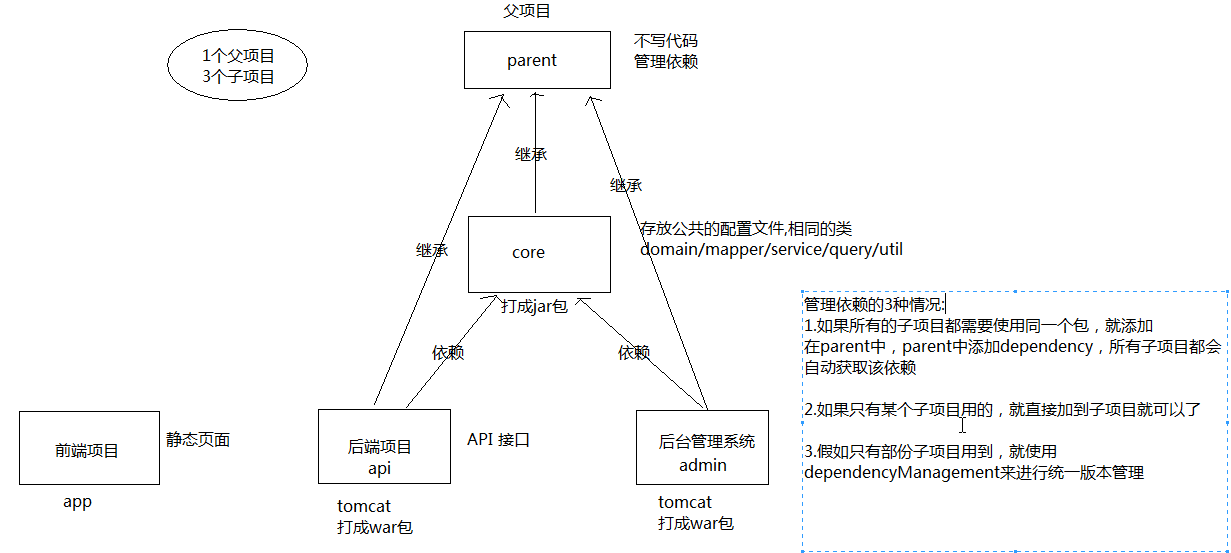 父项目
1个父项目
3个子项目
parent
不写代码
管理依赖
继承
继承
继承
存放公共的配置文件,相同的类
domain/mapper/service/query/util
core
打成jar包
依赖
依赖
管理依赖的3种情况:
1.如果所有的子项目都需要使用同一个包，就添加
在parent中，parent中添加dependency，所有子项目都会
自动获取该依赖
2.如果只有某个子项目用的，就直接加到子项目就可以了
3.假如只有部份子项目用到，就使用
dependencyManagement来进行统一版本管理
前端项目
静态页面
app
后端项目
api
API 接口
tomcat
打成war包
后台管理系统
admin
tomcat
打成war包